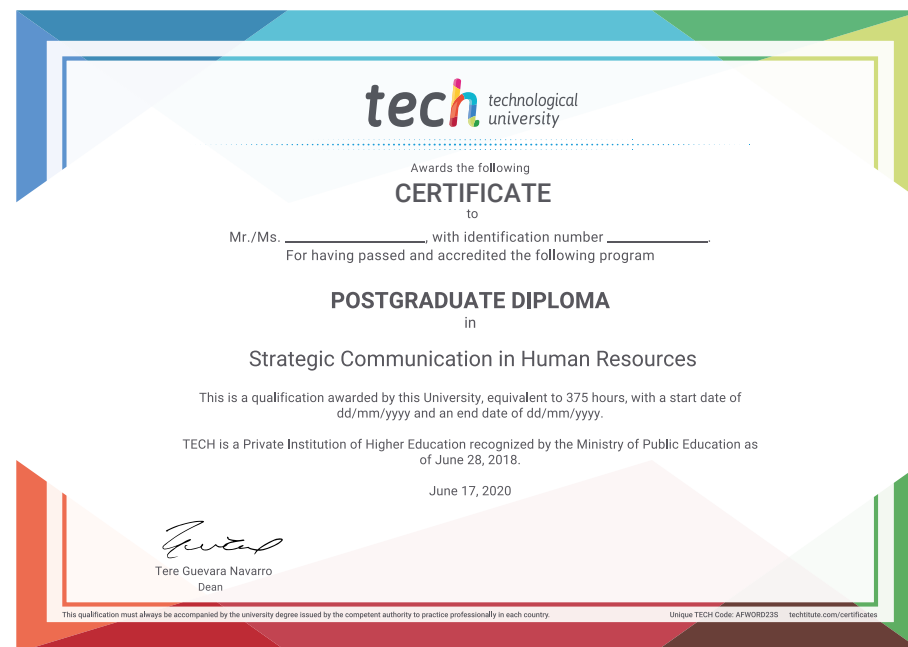 tech technological
university
Awards the following
CERTIFICATE
to
Mr./Ms. ____________________, with identification number ______________.
For having passed and accredited the following program
POSTGRADUATE DIPLOMA
in
Strategic Communication in Human Resources
This is a qualification awarded by this University, equivalent to 375 hours, with a start date of
dd/mm/yyyy and an end date of dd/mm/yyyy.
TECH is a Private Institution of Higher Education recognized by the Ministry of Public Education as
of June 28, 2018.
June 17, 2020
Tere Guevara Navarro
Dean
This qualification must always be accompanied by the university degree issued by the competent authority to practice professionally in each country. Unique TECH Code: AFWORD23S techtitute.com/certificates